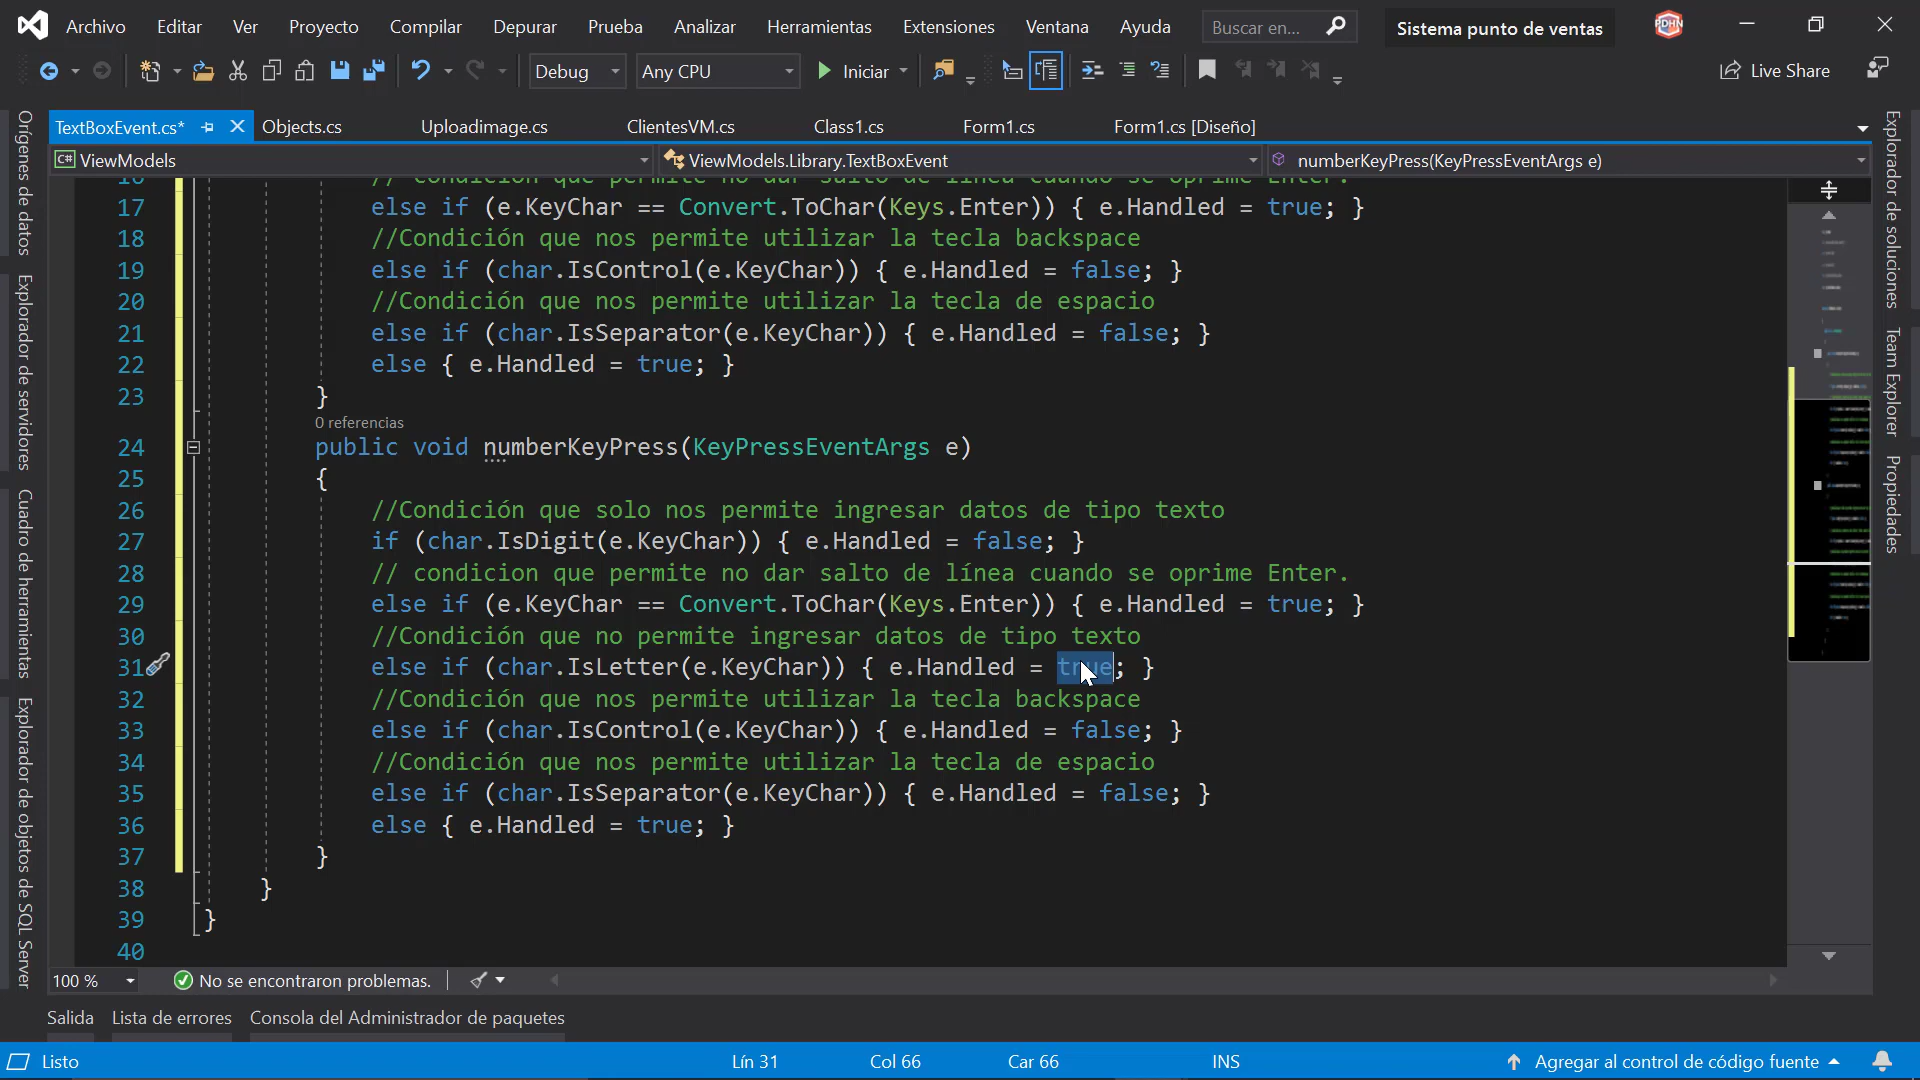 Archivo Editar Ver Proyecto Compilar Depurar Prueba Analizar Herramientas Extensiones Ventana Ayuda Buscar en... Sistema punto de ventas
Debug Any CPU Iniciar Live Share
TextBoxEvent.cs* Objects.cs Uploadimage.cs ClientesVM.cs Class1.cs Form1.cs Form1.cs [Diseño]
C# ViewModels ViewModels.Library.TextBoxEvent numberKeyPress(KeyPressEventArgs e)
16 // condicion que permite no dar salto de línea cuando se oprime Enter.
17 else if (e.KeyChar == Convert.ToChar(Keys.Enter)) { e.Handled = true; }
18 //Condición que nos permite utilizar la tecla backspace
19 else if (char.IsControl(e.KeyChar)) { e.Handled = false; }
20 //Condición que nos permite utilizar la tecla de espacio
21 else if (char.IsSeparator(e.KeyChar)) { e.Handled = false; }
22 else { e.Handled = true; }
23 }
0 referencias
24 public void numberKeyPress(KeyPressEventArgs e)
25 {
26 //Condición que solo nos permite ingresar datos de tipo texto
27 if (char.IsDigit(e.KeyChar)) { e.Handled = false; }
28 // condicion que permite no dar salto de línea cuando se oprime Enter.
29 else if (e.KeyChar == Convert.ToChar(Keys.Enter)) { e.Handled = true; }
30 //Condición que no permite ingresar datos de tipo texto
31 else if (char.IsLetter(e.KeyChar)) { e.Handled = true; }
32 //Condición que nos permite utilizar la tecla backspace
33 else if (char.IsControl(e.KeyChar)) { e.Handled = false; }
34 //Condición que nos permite utilizar la tecla de espacio
35 else if (char.IsSeparator(e.KeyChar)) { e.Handled = false; }
36 else { e.Handled = true; }
37 }
38 }
39 }
40
Orígenes de datos
Explorador de servidores
Cuadro de herramientas
Explorador de objetos de SQL Server
Explorador de soluciones
Team Explorer
Propiedades
100 % No se encontraron problemas.
Salida Lista de errores Consola del Administrador de paquetes
Listo Lín 31 Col 66 Car 66 INS Agregar al control de código fuente